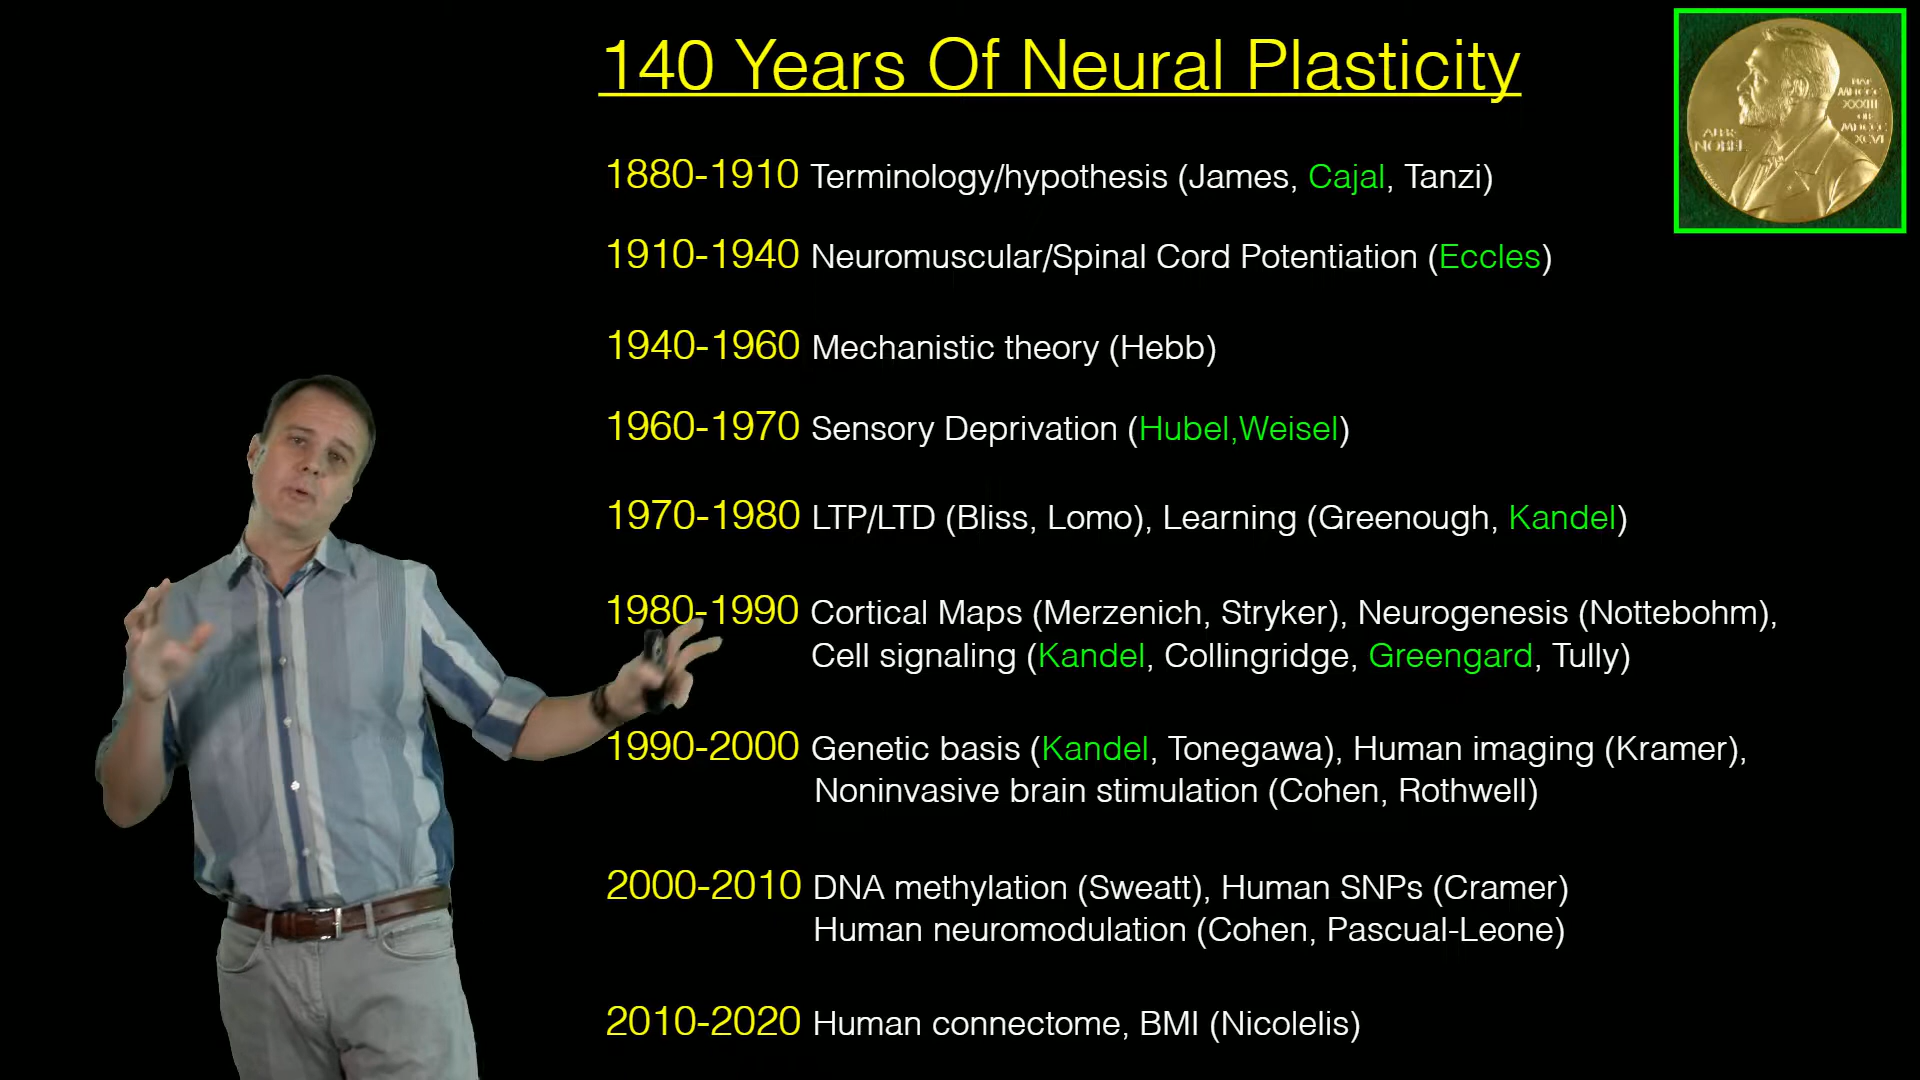 140 Years Of Neural Plasticity
1880-1910 Terminology/hypothesis (James, Cajal, Tanzi)
1910-1940 Neuromuscular/Spinal Cord Potentiation (Eccles)
1940-1960 Mechanistic theory (Hebb)
1960-1970 Sensory Deprivation (Hubel,Weisel)
1970-1980 LTP/LTD (Bliss, Lomo), Learning (Greenough, Kandel)
1980-1990 Cortical Maps (Merzenich, Stryker), Neurogenesis (Nottebohm),
Cell signaling (Kandel, Collingridge, Greengard, Tully)
1990-2000 Genetic basis (Kandel, Tonegawa), Human imaging (Kramer),
Noninvasive brain stimulation (Cohen, Rothwell)
2000-2010 DNA methylation (Sweatt), Human SNPs (Cramer)
Human neuromodulation (Cohen, Pascual-Leone)
2010-2020 Human connectome, BMI (Nicolelis)
NAT
XXXIII
OB
XCVI
NOBEL